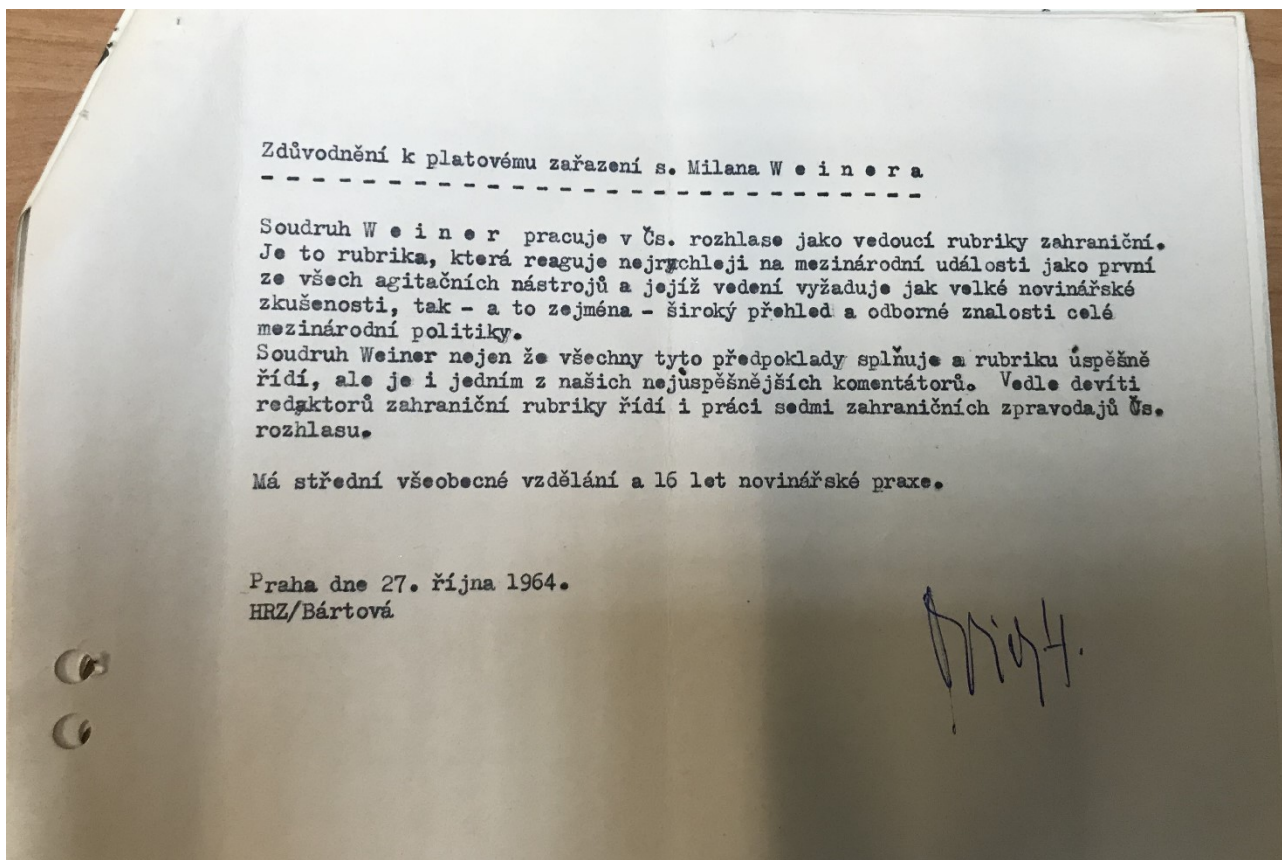 Zdůvodnění k platovému zařazení s. Milana W e i n e r a
- - - - - - - - - - - - - - - - - - - - - - - - - - - - - -
Soudruh W e i n e r pracuje v Čs. rozhlase jako vedoucí rubriky zahraniční.
Je to rubrika, která reaguje nejrychleji na mezinárodní události jako první
ze všech agitačních nástrojů a jejíž vedení vyžaduje jak velké novinářské
zkušenosti, tak - a to zejména - široký přehled a odborné znalosti celé
mezinárodní politiky.
Soudruh Weiner nejen že všechny tyto předpoklady splňuje a rubriku úspěšně
řídí, ale je i jedním z našich nejúspěšnějších komentátorů. Vedle devíti
redaktorů zahraniční rubriky řídí i práci sedmi zahraničních zpravodajů Čs.
rozhlasu.
Má střední všeobecné vzdělání a 16 let novinářské praxe.
Praha dne 27. října 1964.
HRZ/Bártová